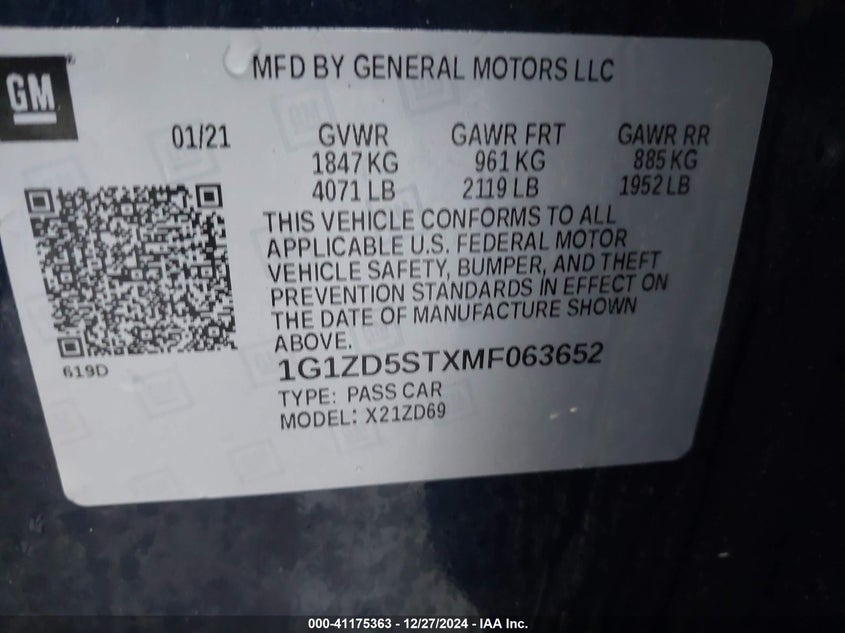 GM
MFD BY GENERAL MOTORS LLC
01/21 GVWR GAWR FRT GAWR RR
1847 KG 961 KG 885 KG
4071 LB 2119 LB 1952 LB
THIS VEHICLE CONFORMS TO ALL
APPLICABLE U.S. FEDERAL MOTOR
VEHICLE SAFETY, BUMPER, AND THEFT
PREVENTION STANDARDS IN EFFECT ON
THE DATE OF MANUFACTURE SHOWN
ABOVE.
619D
1G1ZD5STXMF063652
TYPE: PASS CAR
MODEL: X21ZD69
000-41175363 - 12/27/2024 - IAA Inc.